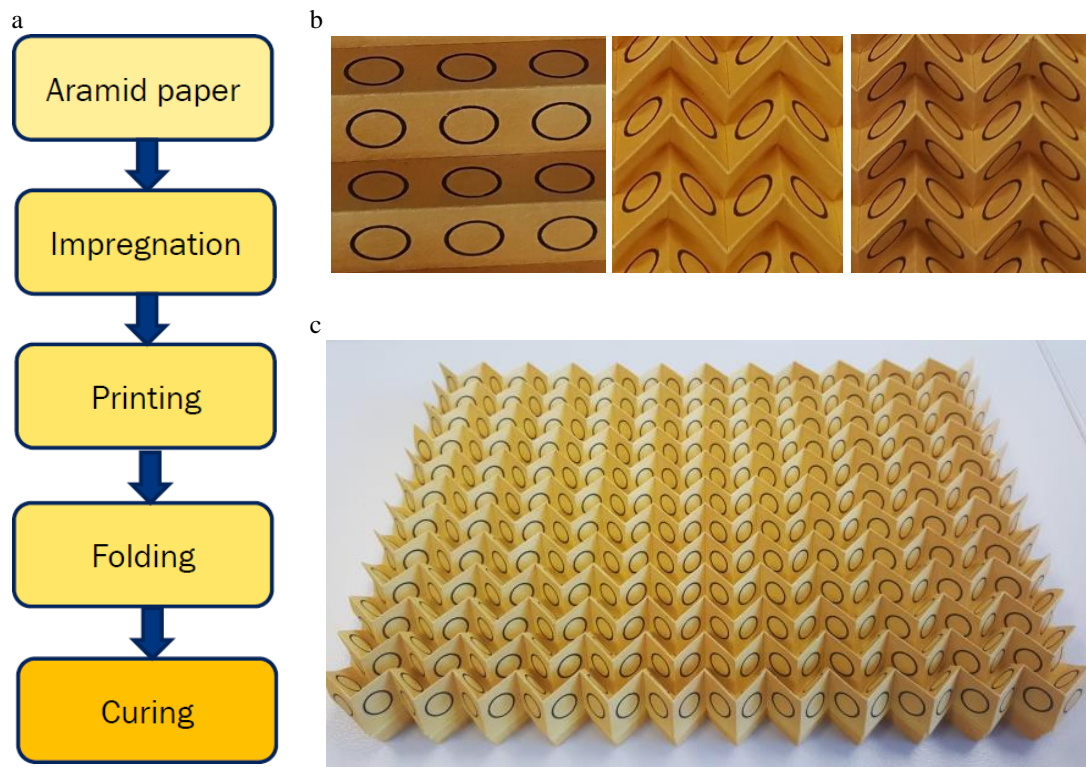 a
Aramid paper
Impregnation
Printing
Folding
Curing
b
c